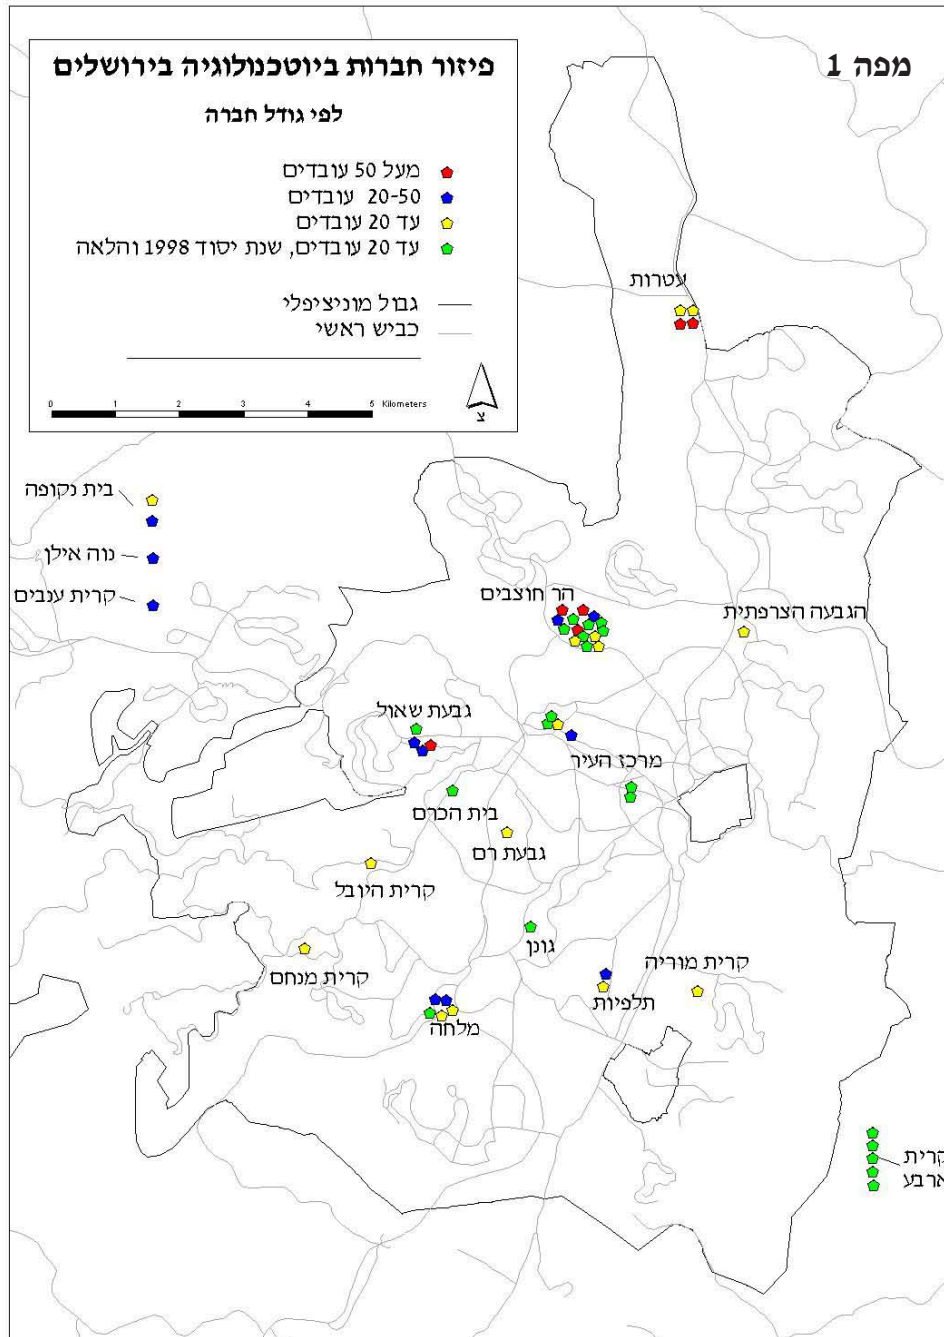 מפה 1
פיזור חברות ביוטכנולוגיה בירושלים
לפי גודל חברה
מעל 50 עובדים
20-50 עובדים
עד 20 עובדים
עד 20 עובדים, שנת יסוד 1998 והלאה
גבול מוניציפלי
כביש ראשי
0 1 2 3 4 5 Kilometers
צ
עטרות
בית נקופה
נוה אילן
קרית ענבים
הר חוצבים
הגבעה הצרפתית
גבעת שאול
מרכז העיר
בית הכרם
גבעת רם
קרית היובל
גונן
קרית מנחם
קרית מוריה
תלפיות
מלחה
קרית
ארבע